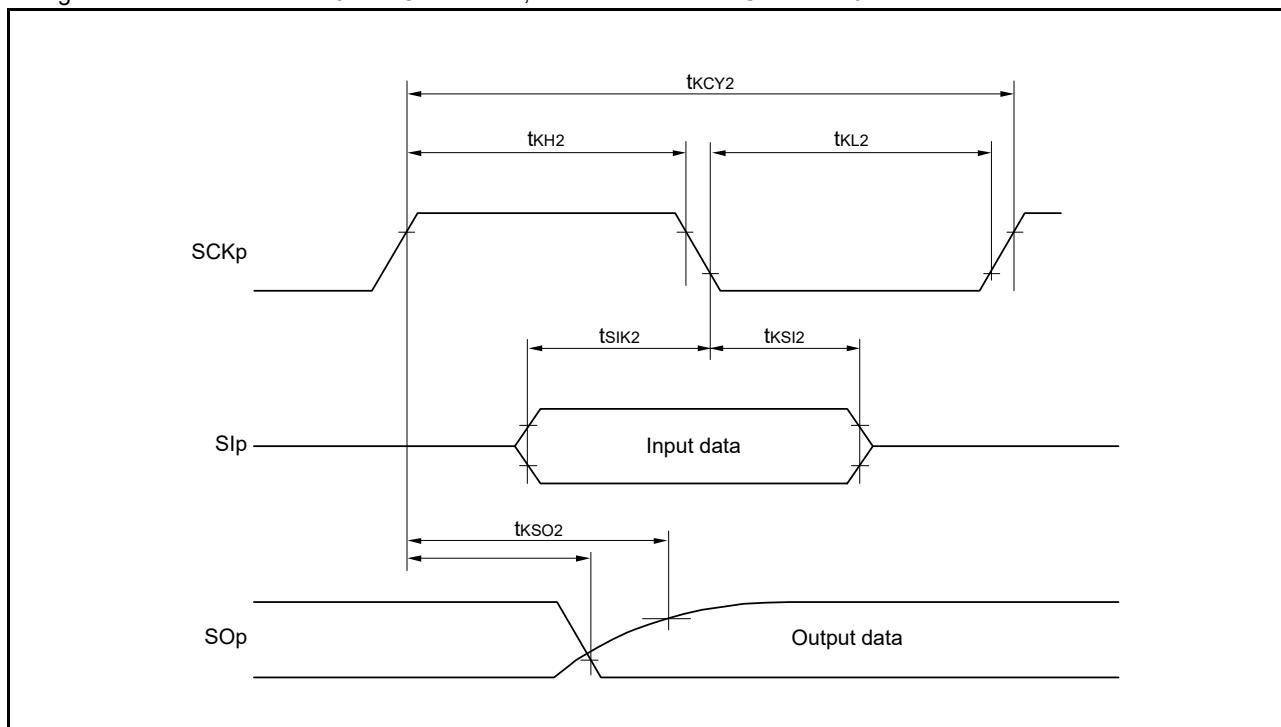 tKCY2
tKH2
tKL2
SCKp
tSIK2
tKSI2
SIp
Input data
tKSO2
SOp
Output data